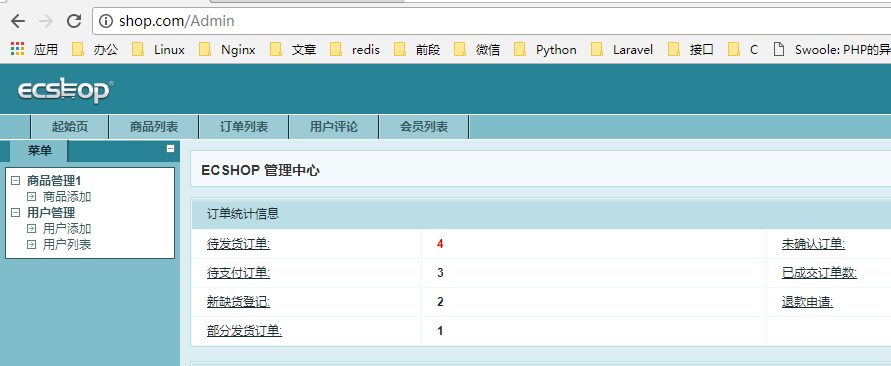 shop.com/Admin
应用 办公 Linux Nginx 文章 redis 前段 微信 Python Laravel 接口 C Swoole: PHP的异
ecshop®
起始页 商品列表 订单列表 用户评论 会员列表
菜单
商品管理1
商品添加
用户管理
用户添加
用户列表
ECSHOP 管理中心
订单统计信息
待发货订单: 4 未确认订单:
待支付订单: 3 已成交订单数:
新缺货登记: 2 退款申请:
部分发货订单: 1